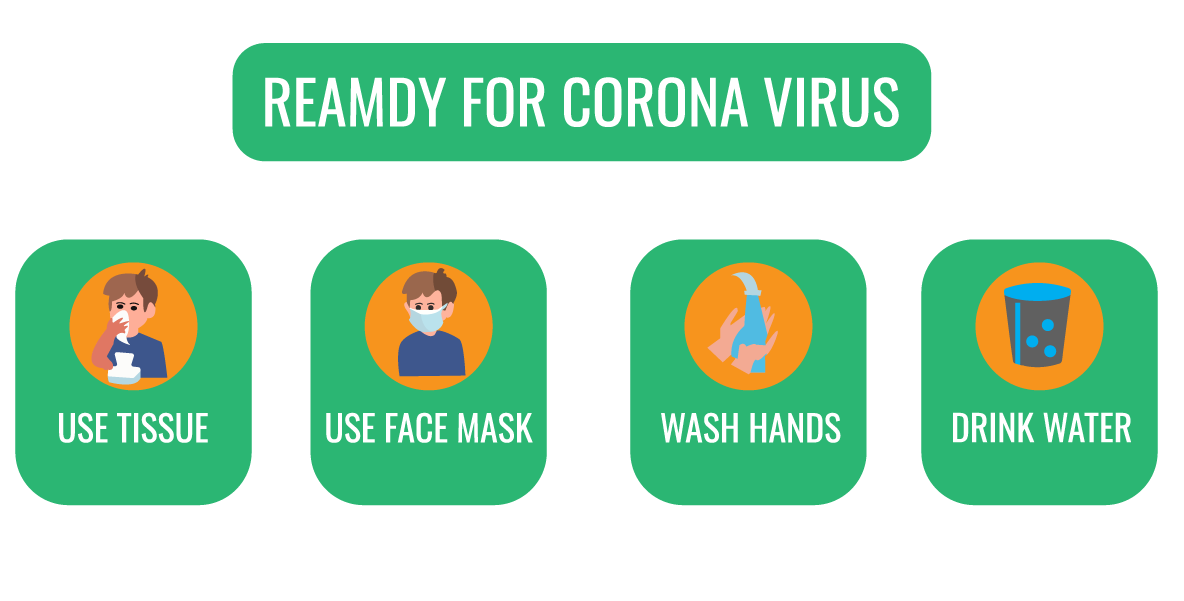 REAMDY FOR CORONA VIRUS
USE TISSUE
USE FACE MASK
WASH HANDS
DRINK WATER